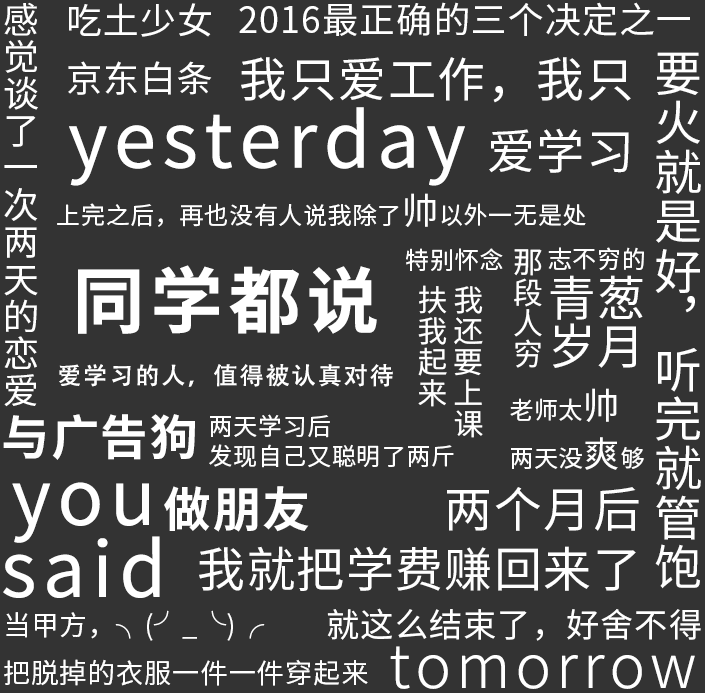 感觉谈了一次两天的恋爱
吃土少女
2016最正确的三个决定之一
京东白条
我只爱工作，我只
yesterday
爱学习
要火就是好，听完就管饱
上完之后，再也没有人说我除了帅以外一无是处
同学都说
特别怀念
那段人穷
志不穷的
青葱
岁月
扶我起来
我还要上课
爱学习的人，值得被认真对待
老师太帅
与广告狗
两天学习后
发现自己又聪明了两斤
两天没爽够
you
做朋友
两个月后
said
我就把学费赚回来了
当甲方，╮(╯_╰)╭
就这么结束了，好舍不得
把脱掉的衣服一件一件穿起来
tomorrow